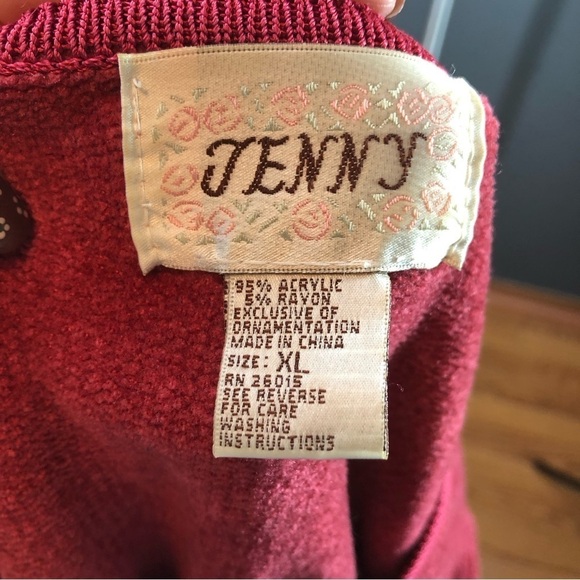 JENNY
95% ACRYLIC
5% RAYON
EXCLUSIVE OF
ORNAMENTATION
MADE IN CHINA
SIZE: XL
RN 26015
SEE REVERSE
FOR CARE
WASHING
INSTRUCTIONS